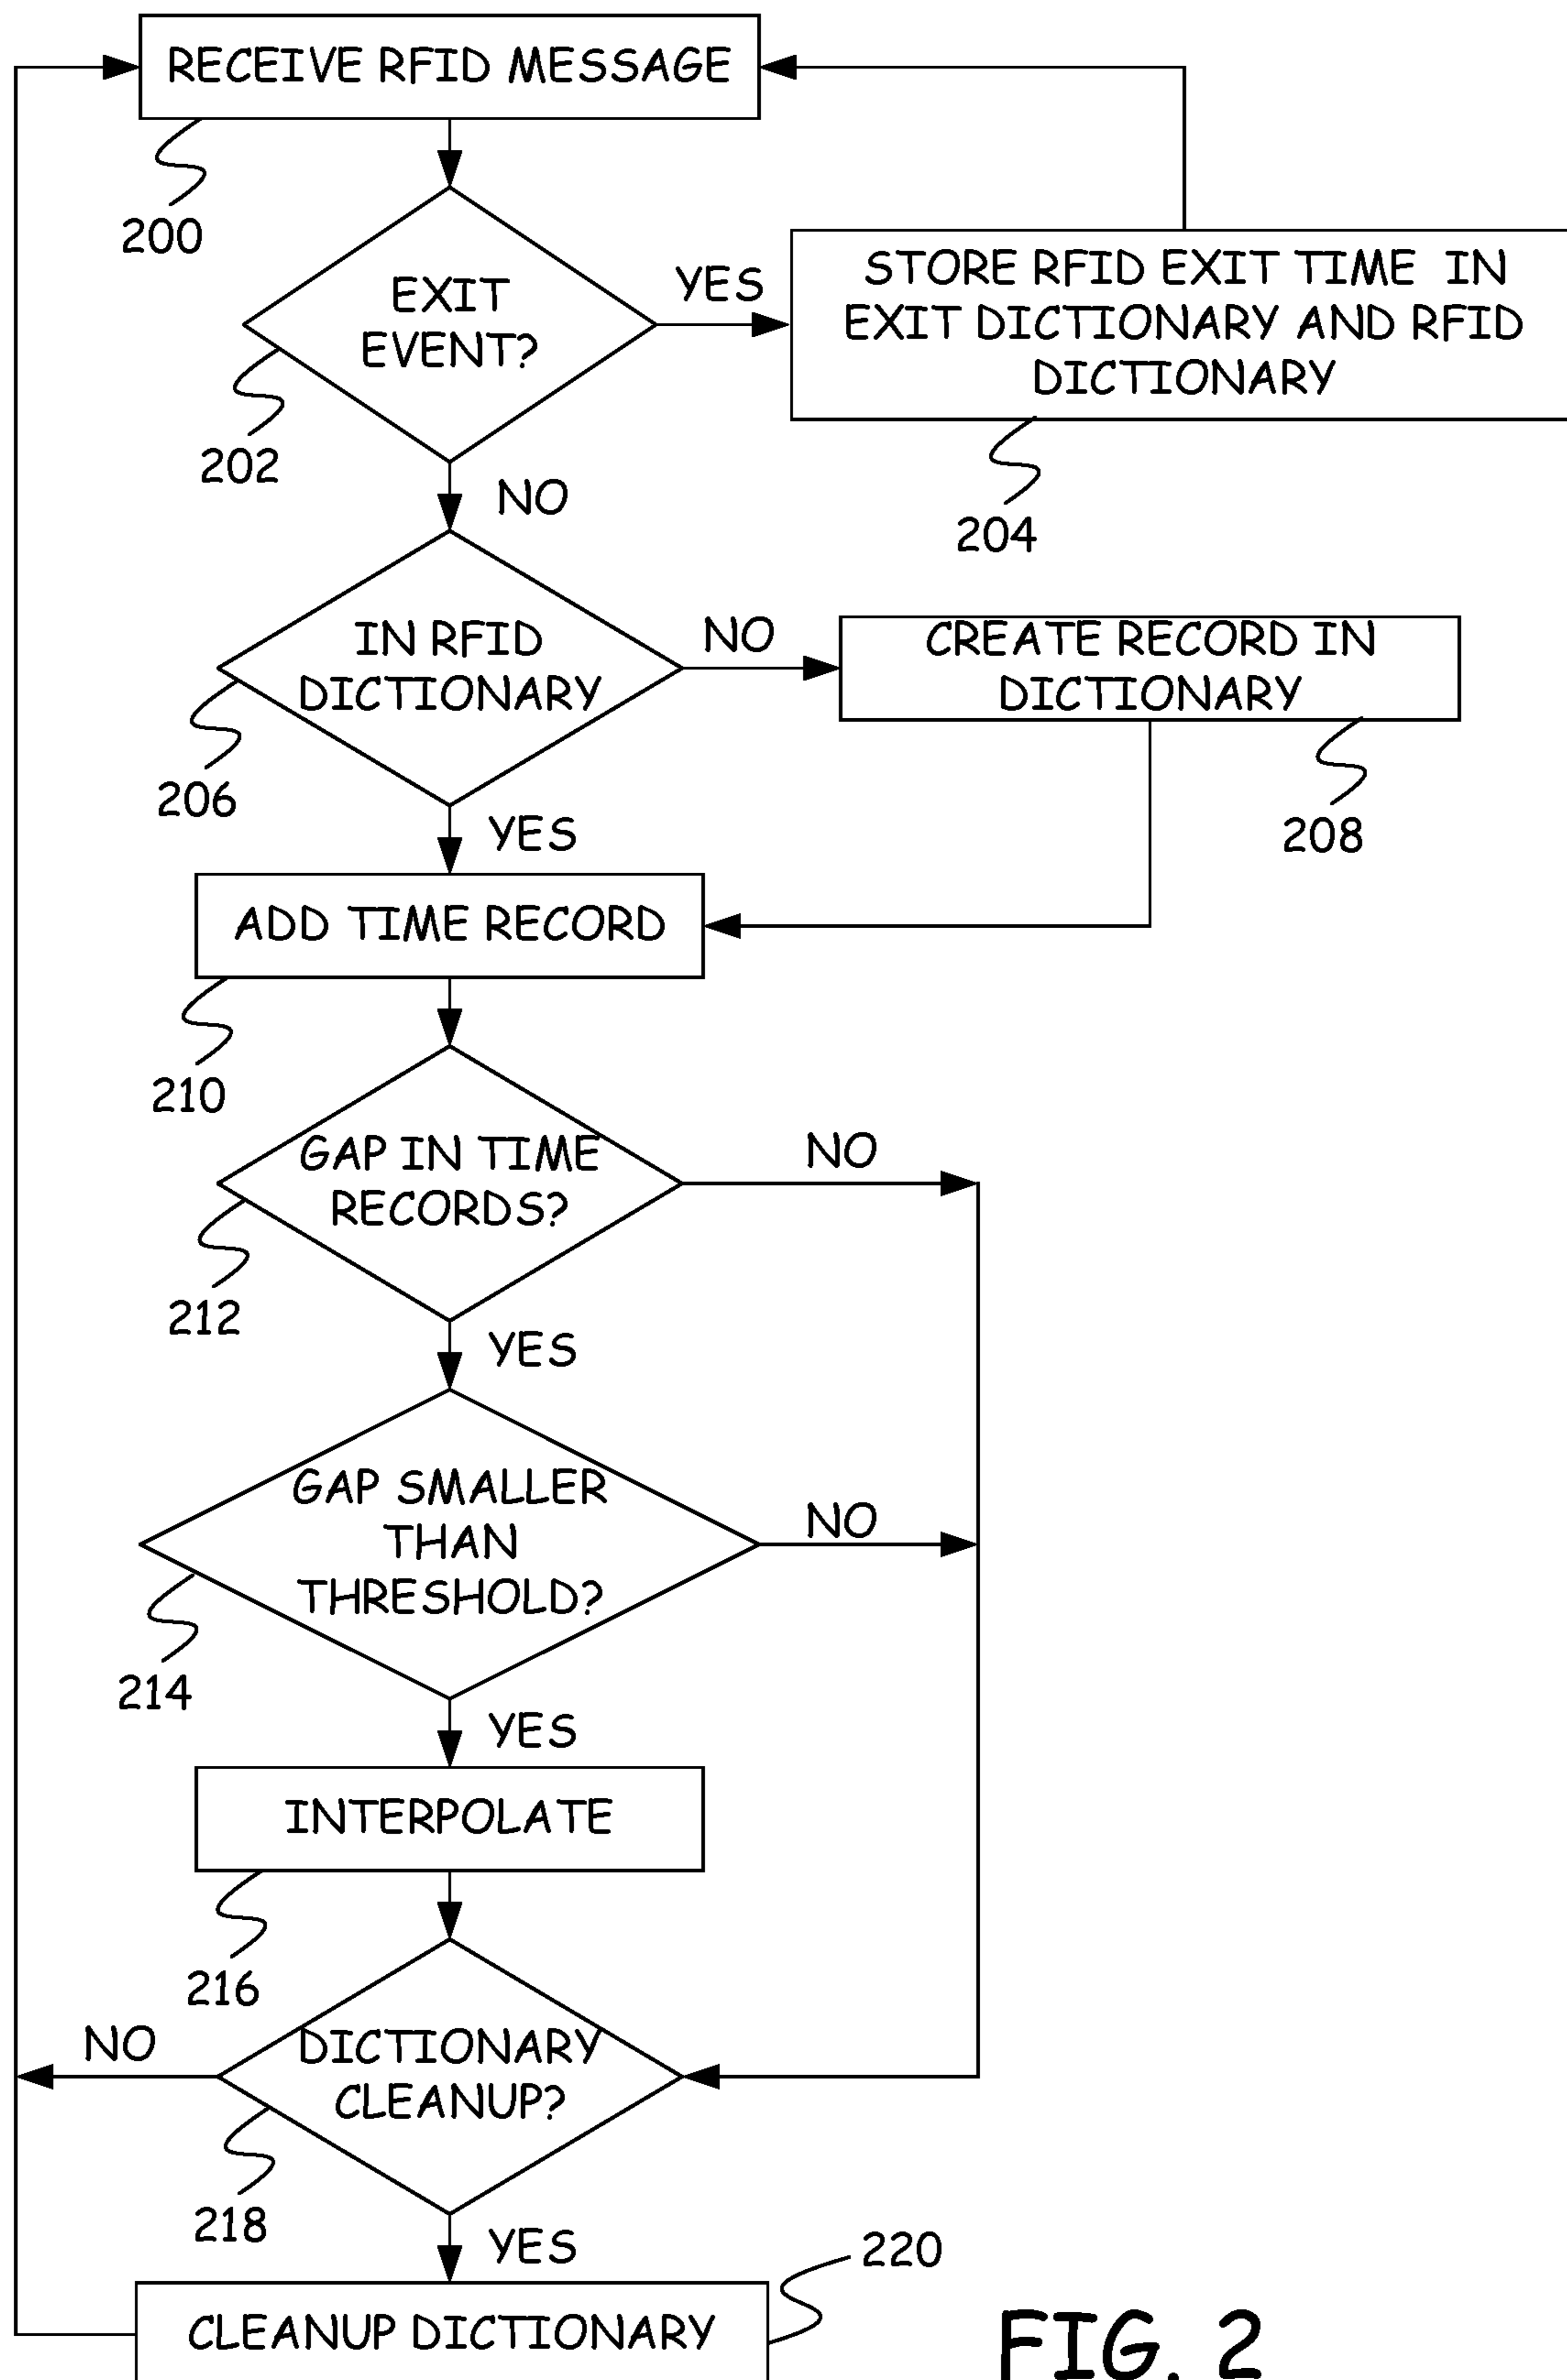 RECEIVE RFID MESSAGE
200
EXIT
EVENT?
YES
STORE RFID EXIT TIME IN
EXIT DICTIONARY AND RFID
DICTIONARY
202
NO
204
IN RFID
DICTIONARY
NO
CREATE RECORD IN
DICTIONARY
206
YES
208
ADD TIME RECORD
210
GAP IN TIME
RECORDS?
NO
212
YES
GAP SMALLER
THAN
THRESHOLD?
NO
214
YES
INTERPOLATE
216
NO
DICTIONARY
CLEANUP?
218
YES
220
CLEANUP DICTIONARY
FIG. 2